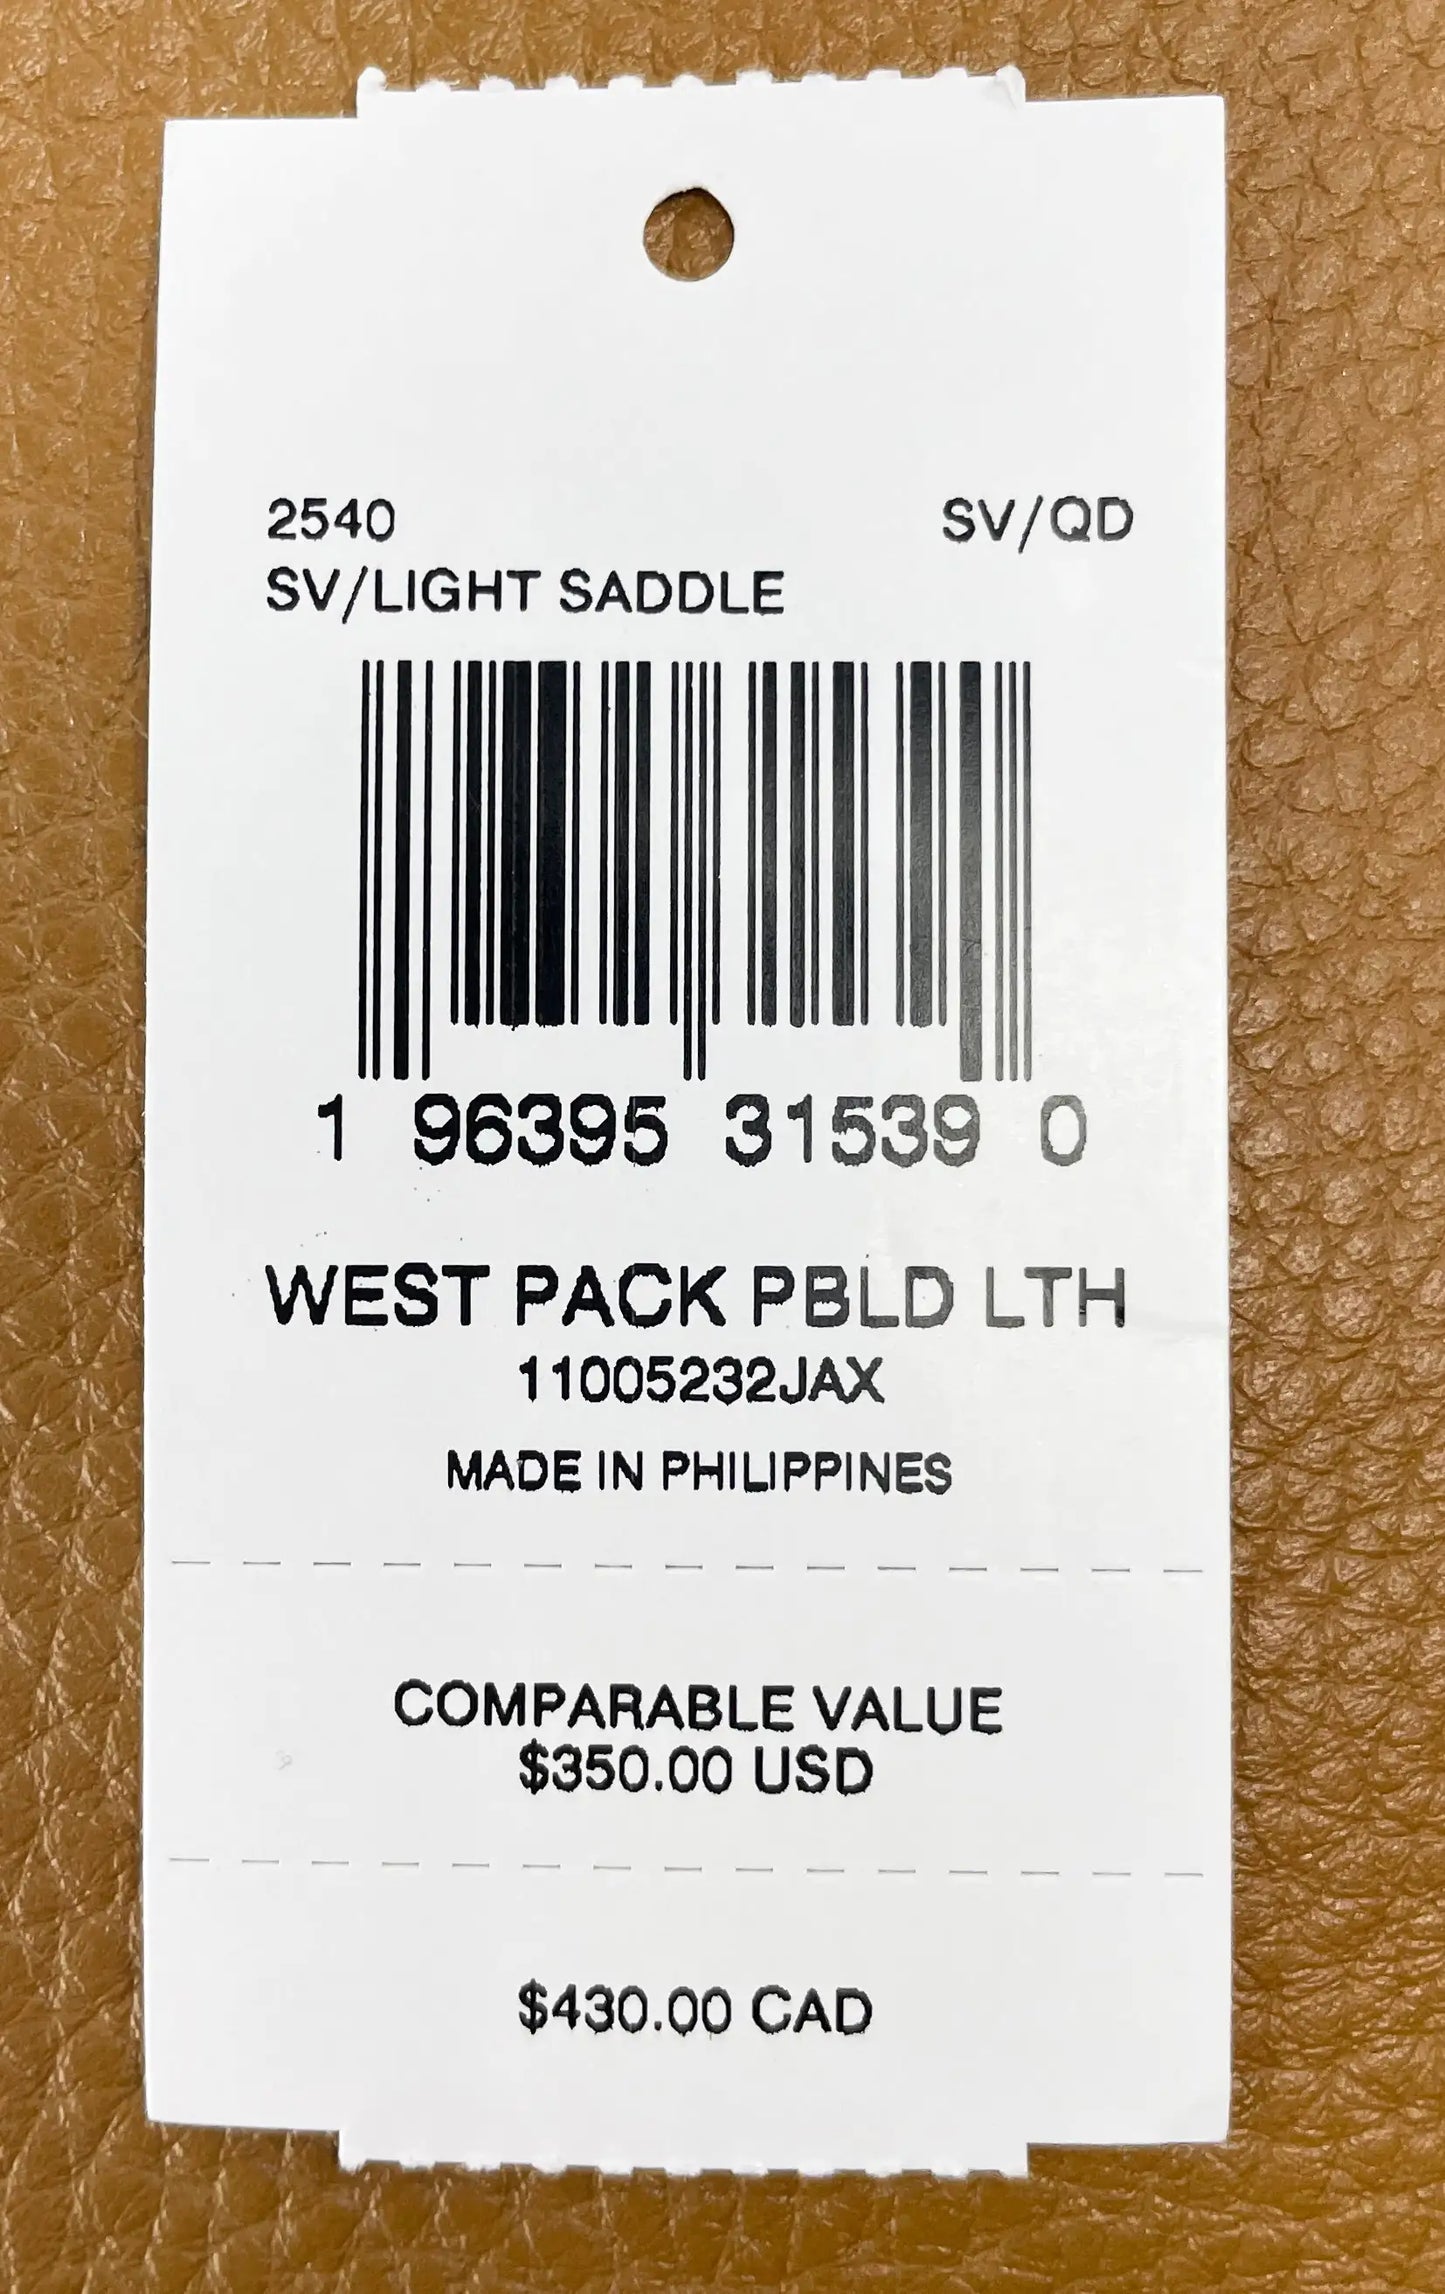 2540 SV/QD
SV/LIGHT SADDLE
1 96395 31539 0
WEST PACK PBLD LTH
11005232JAX
MADE IN PHILIPPINES
COMPARABLE VALUE
$350.00 USD
$430.00 CAD